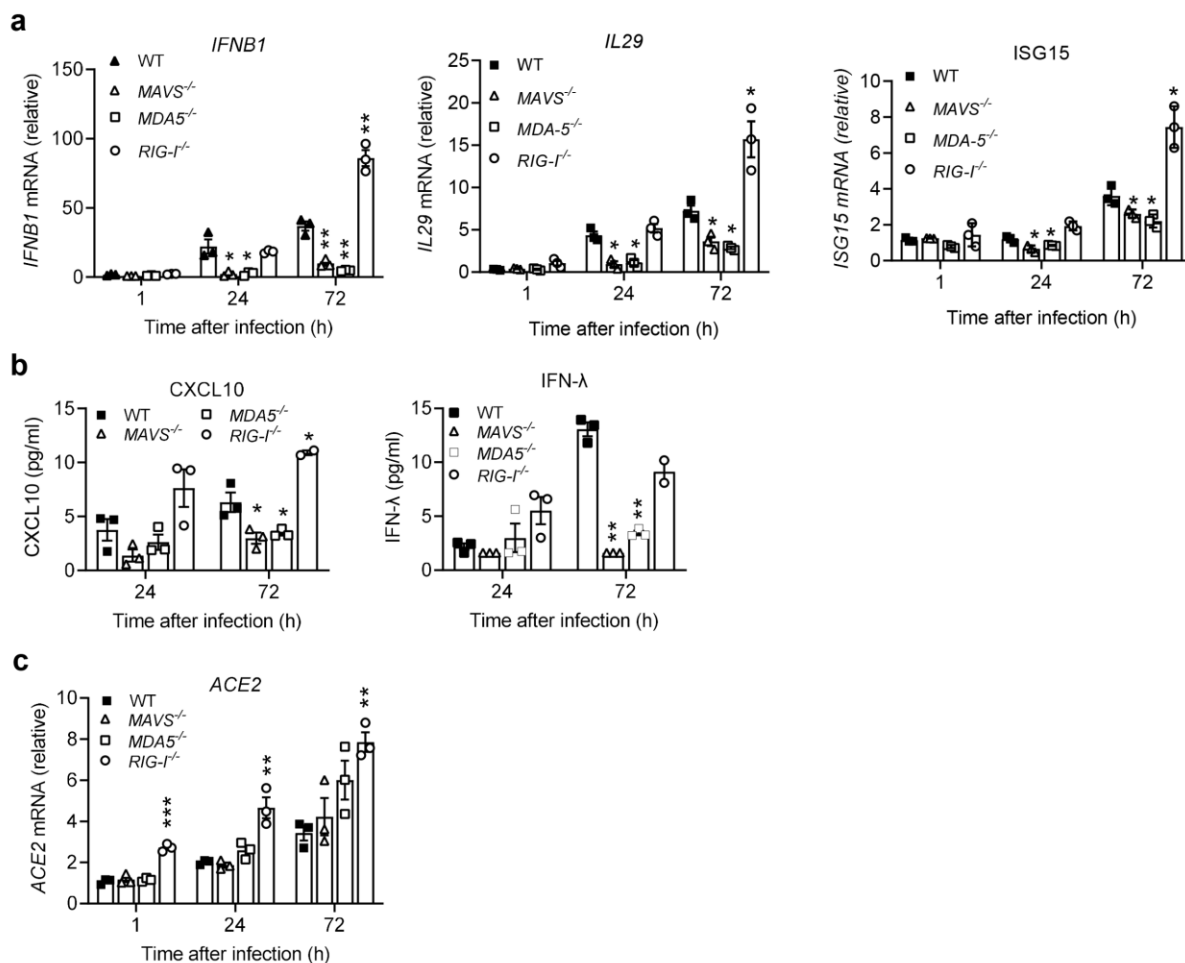 a
IFNB1
WT
MAVS-/-
MDA5-/-
RIG-I-/-
IFNB1 mRNA (relative)
150
100
50
0
* * ** ** **
1 24 72
Time after infection (h)
IL29
WT
MAVS-/-
MDA-5-/-
RIG-I-/-
IL29 mRNA (relative)
25
20
15
10
5
0
* * * * *
1 24 72
Time after infection (h)
ISG15
WT
MAVS-/-
MDA-5-/-
RIG-I-/-
ISG15 mRNA (relative)
10
8
6
4
2
0
* * * * *
1 24 72
Time after infection (h)
b
CXCL10
WT MDA5-/-
MAVS-/- RIG-I-/-
CXCL10 (pg/ml)
15
10
5
0
* * *
24 72
Time after infection (h)
IFN-λ
WT
MAVS-/-
MDA5-/-
RIG-I-/-
IFN-λ (pg/ml)
15
10
5
0
** **
24 72
Time after infection (h)
c
ACE2
WT
MAVS-/-
MDA5-/-
RIG-I-/-
ACE2 mRNA (relative)
10
8
6
4
2
0
*** ** **
1 24 72
Time after infection (h)